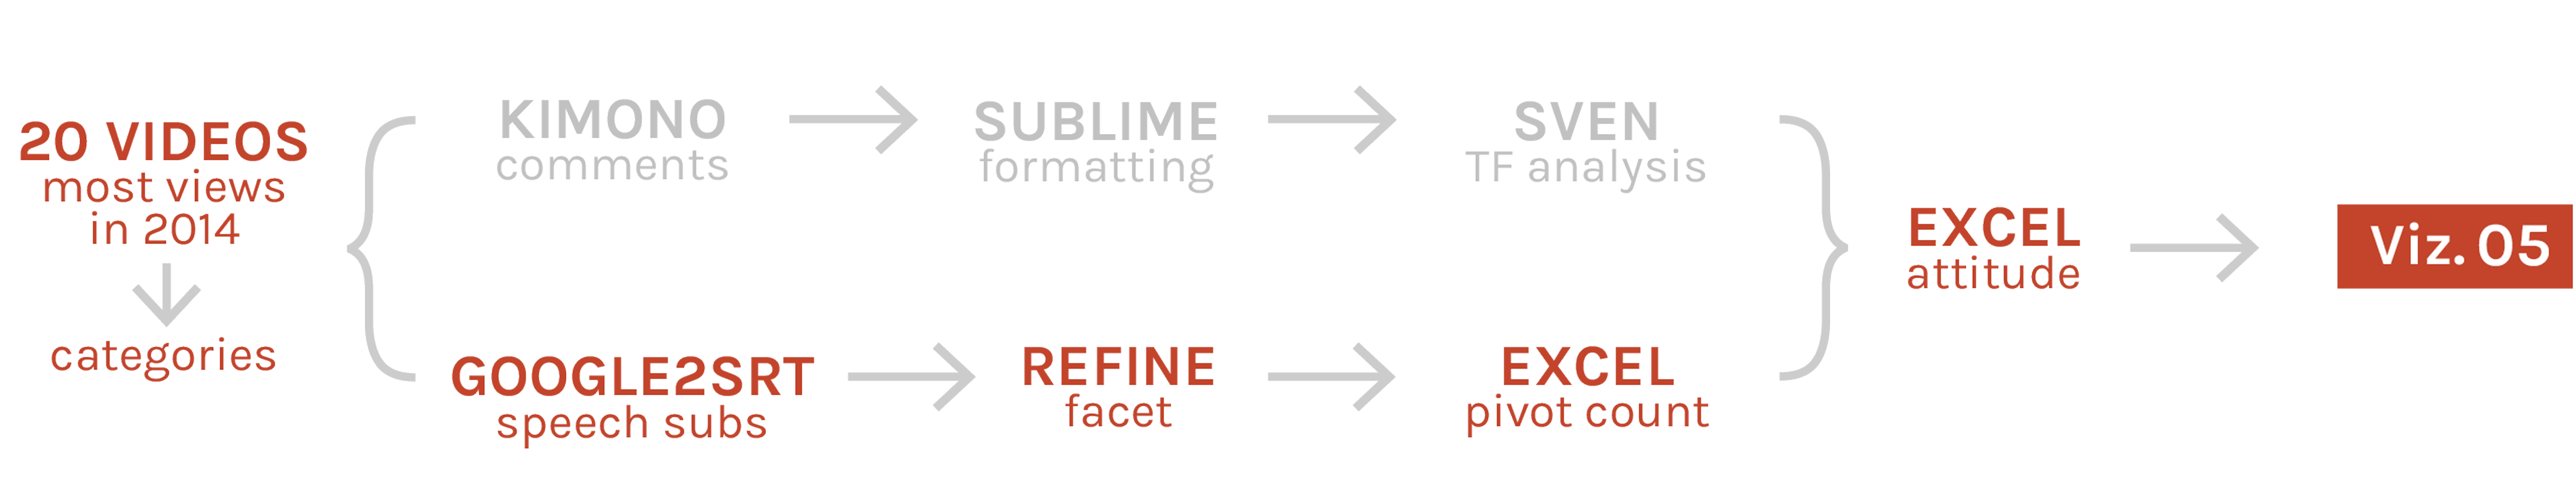 20 VIDEOS
most views
in 2014
categories
KIMONO
comments
SUBLIME
formatting
SVEN
TF analysis
GOOGLE2SRT
speech subs
REFINE
facet
EXCEL
pivot count
EXCEL
attitude
Viz. 05